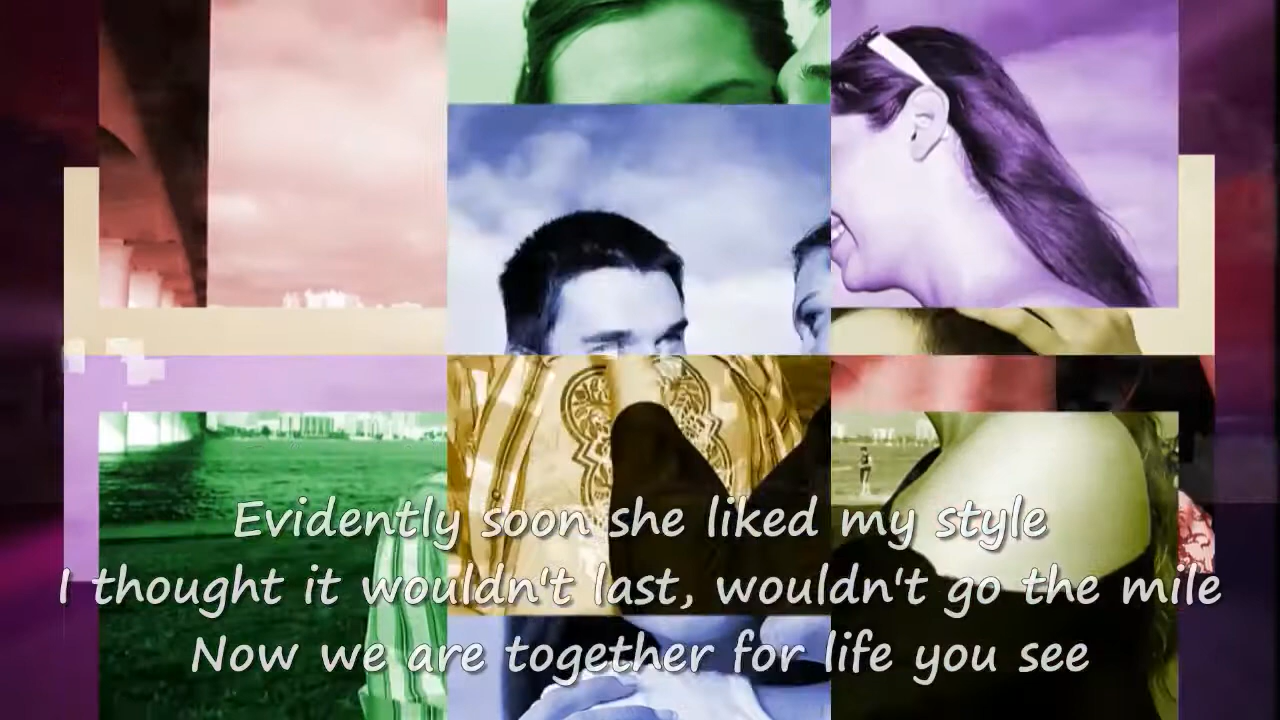 Evidently soon she liked my style
I thought it wouldn't last, wouldn't go the mile
Now we are together for life you see